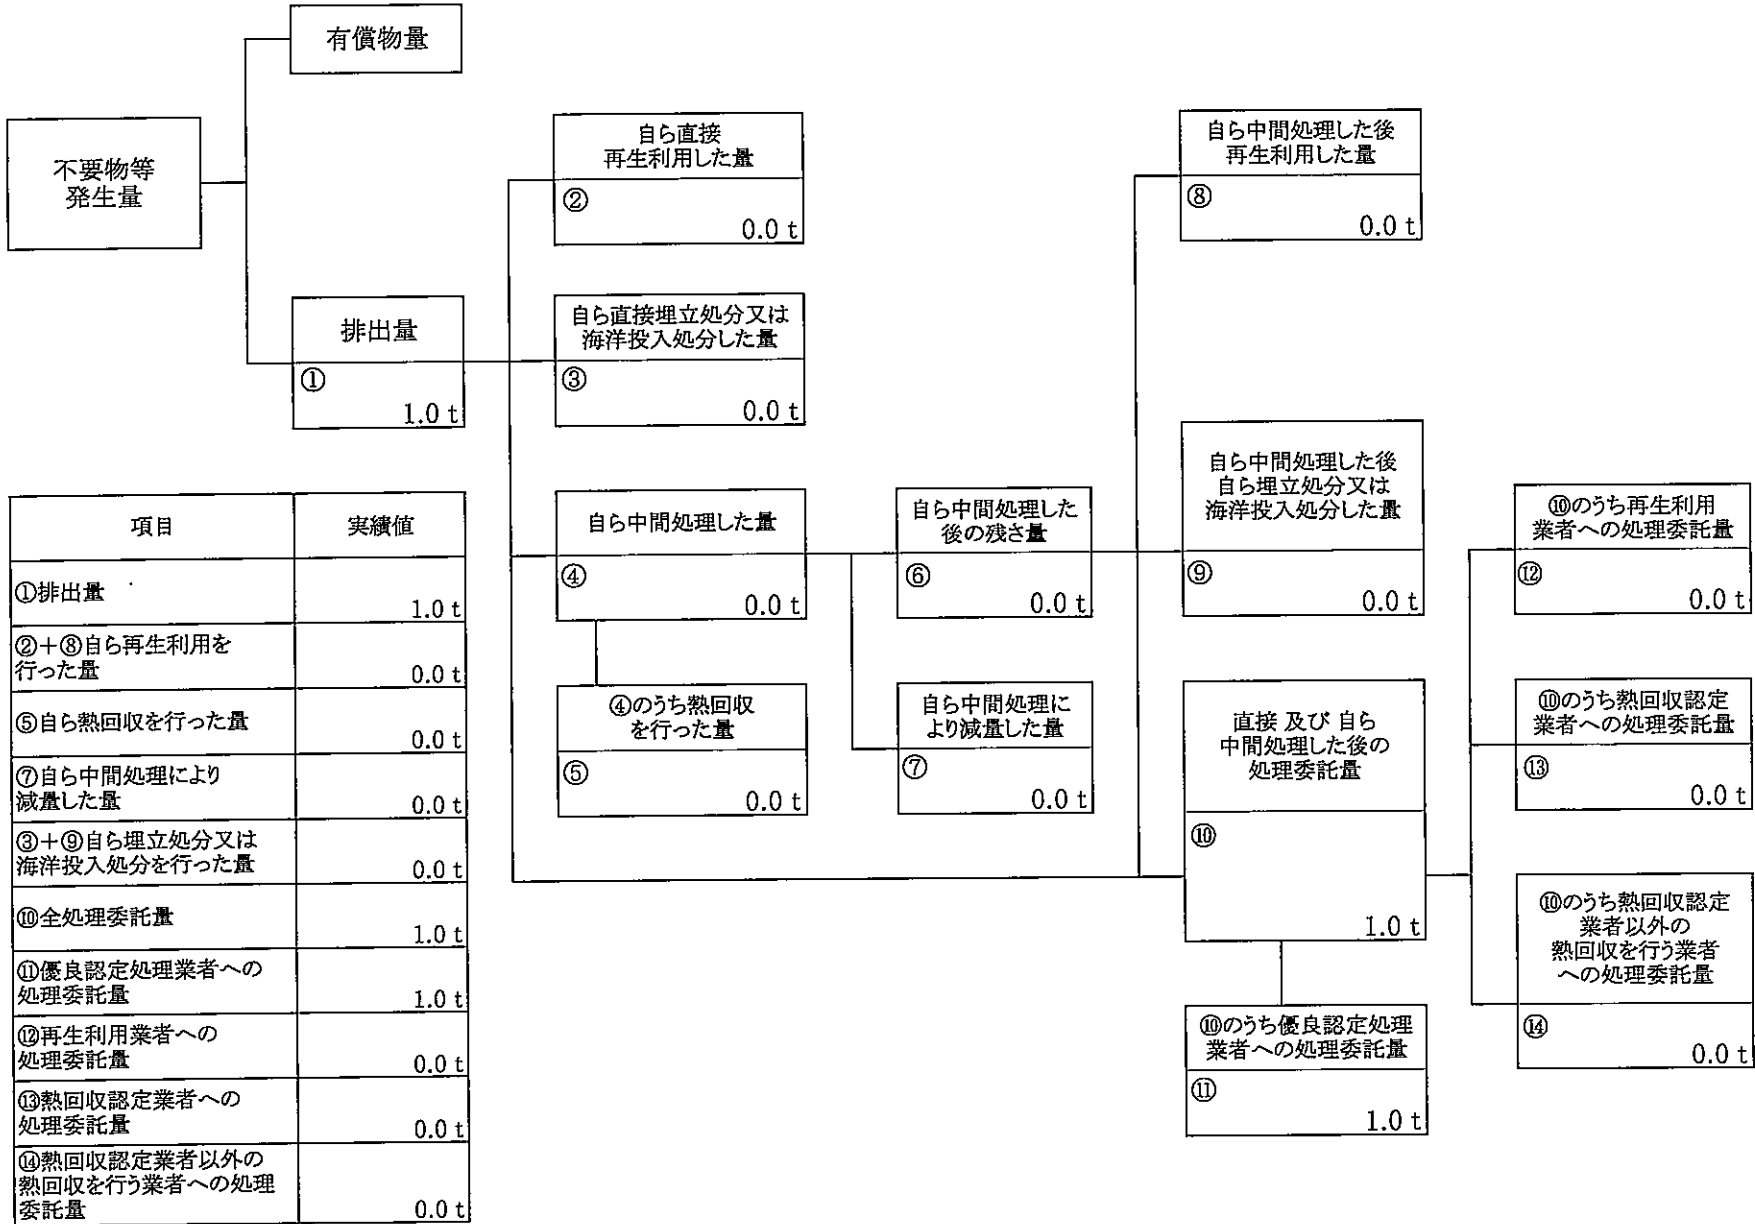 有償物量
不要物等
発生量
排出量
①
1.0 t
自ら直接
再生利用した量
②
0.0 t
自ら直接埋立処分又は
海洋投入処分した量
③
0.0 t
自ら中間処理した量
④
0.0 t
④のうち熱回収
を行った量
⑤
0.0 t
自ら中間処理した
後の残さ量
⑥
0.0 t
自ら中間処理に
より減量した量
⑦
0.0 t
自ら中間処理した後
再生利用した量
⑧
0.0 t
自ら中間処理した後
自ら埋立処分又は
海洋投入処分した量
⑨
0.0 t
直接 及び 自ら
中間処理した後の
処理委託量
⑩
1.0 t
⑩のうち優良認定処理
業者への処理委託量
⑪
1.0 t
⑩のうち再生利用
業者への処理委託量
⑫
0.0 t
⑩のうち熱回収認定
業者への処理委託量
⑬
0.0 t
⑩のうち熱回収認定
業者以外の
熱回収を行う業者
への処理委託量
⑭
0.0 t
項目 実績値
①排出量
1.0 t
②+⑧自ら再生利用を
行った量
0.0 t
⑤自ら熱回収を行った量
0.0 t
⑦自ら中間処理により
減量した量
0.0 t
③+⑨自ら埋立処分又は
海洋投入処分を行った量
0.0 t
⑩全処理委託量
1.0 t
⑪優良認定処理業者への
処理委託量
1.0 t
⑫再生利用業者への
処理委託量
0.0 t
⑬熱回収認定業者への
処理委託量
0.0 t
⑭熱回収認定業者以外の
熱回収を行う業者への処理
委託量
0.0 t